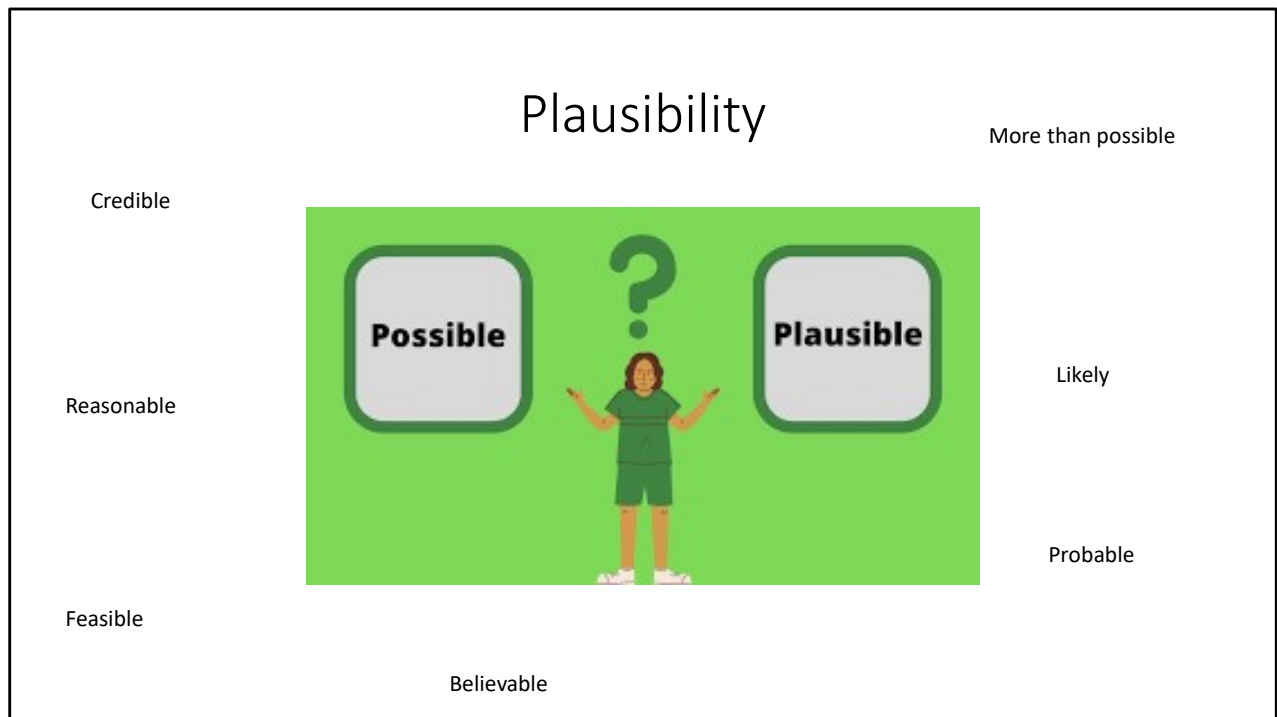 Plausibility
More than possible
Credible
?
Possible
Plausible
Likely
Reasonable
Probable
Feasible
Believable